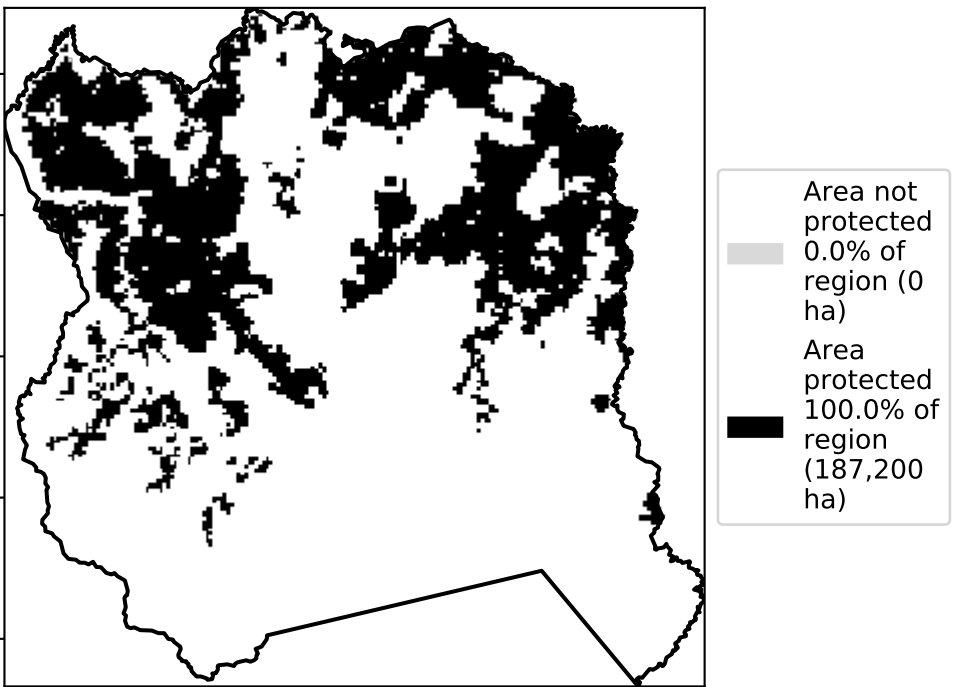 Area not
protected
0.0% of
region (0
ha)
Area
protected
100.0% of
region
(187,200
ha)